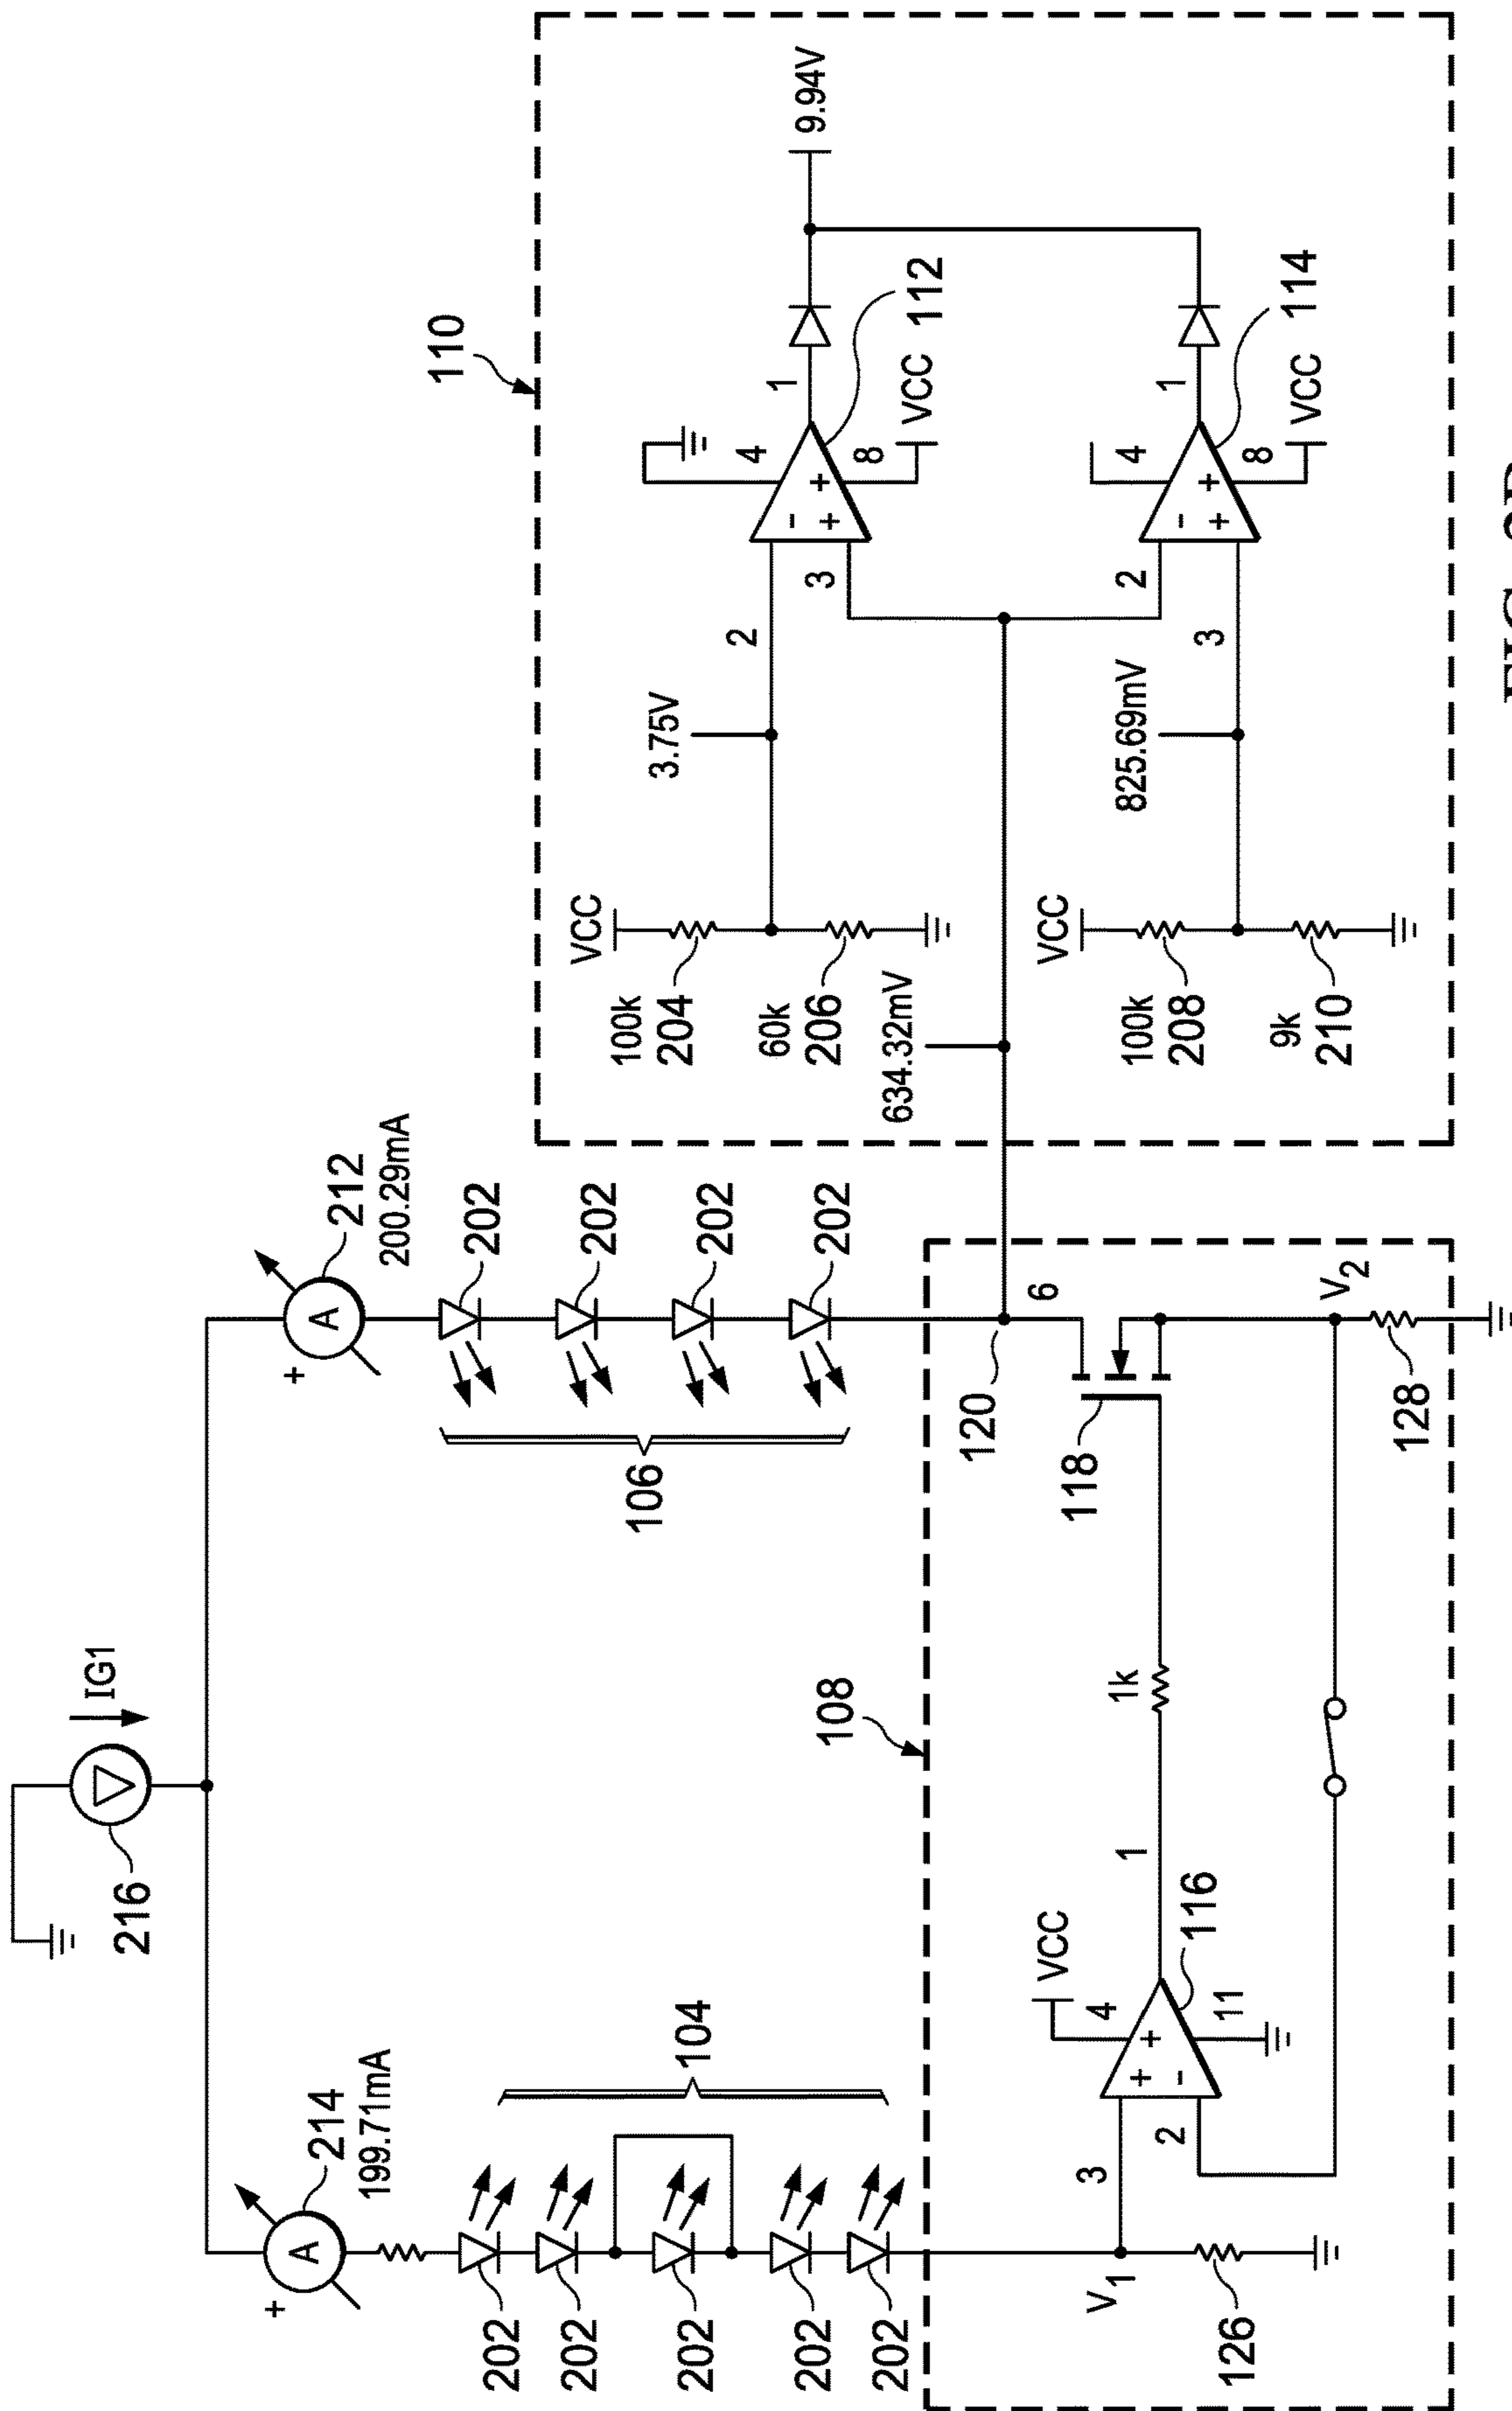 216
IG1
214
199.71mA
+
+
212
200.29mA
A
A
202
202
202
202
202
104
106
202
202
202
202
110
VCC
100k
204
3.75V
2
4
1
9.94V
60k
206
3
-
+
+
8
VCC
112
634.32mV
108
120
6
VCC
100k
208
825.69mV
2
4
1
9k
210
3
-
+
+
8
VCC
114
V1
126
3
2
VCC
4
+
+
-
11
116
1
1k
118
V2
128
FIG.